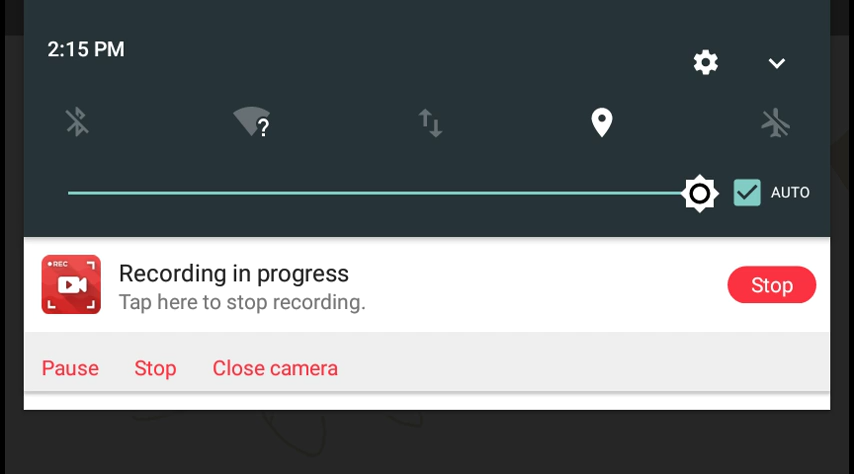 2:15 PM
?
AUTO
REC
Recording in progress
Tap here to stop recording.
Stop
Pause Stop Close camera